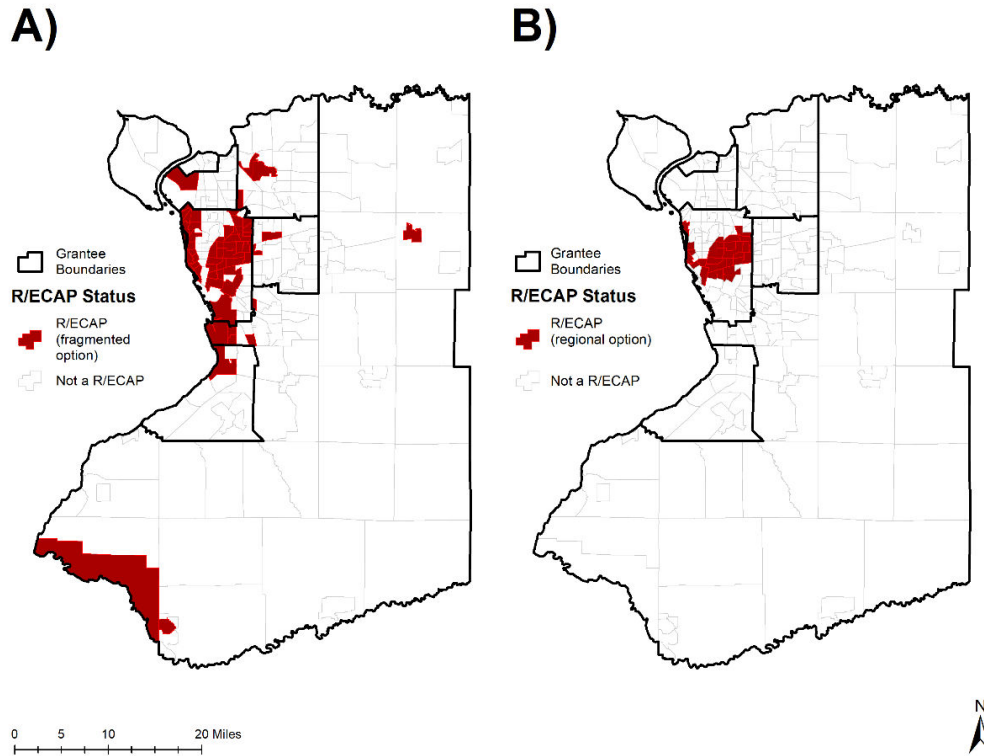 A)
B)
Grantee
Boundaries
R/ECAP Status
R/ECAP
(fragmented
option)
Not a R/ECAP
Grantee
Boundaries
R/ECAP Status
R/ECAP
(regional option)
Not a R/ECAP
0 5 10 20 Miles
N